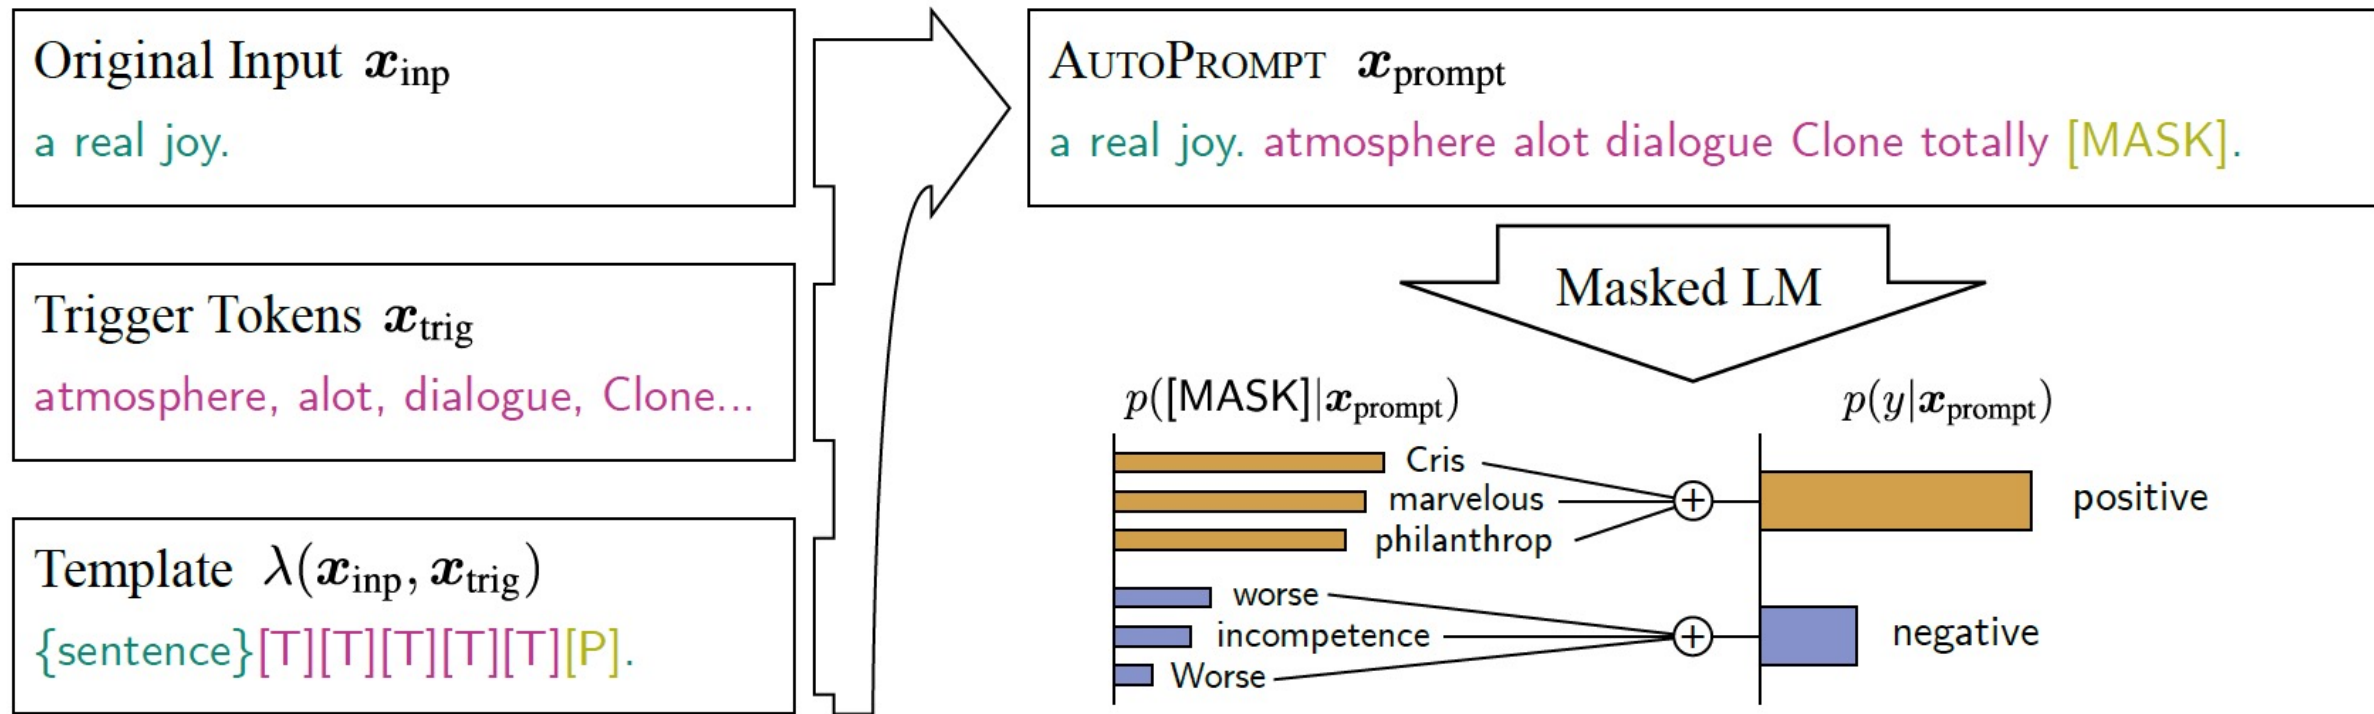 Original Input x_inp
a real joy.
Trigger Tokens x_trig
atmosphere, alot, dialogue, Clone...
Template λ(x_inp, x_trig)
{sentence}[T][T][T][T][T][P].
AUTOPROMPT x_prompt
a real joy. atmosphere alot dialogue Clone totally [MASK].
Masked LM
p([MASK]|x_prompt)
Cris
marvelous
philanthrop
worse
incompetence
Worse
p(y|x_prompt)
positive
negative